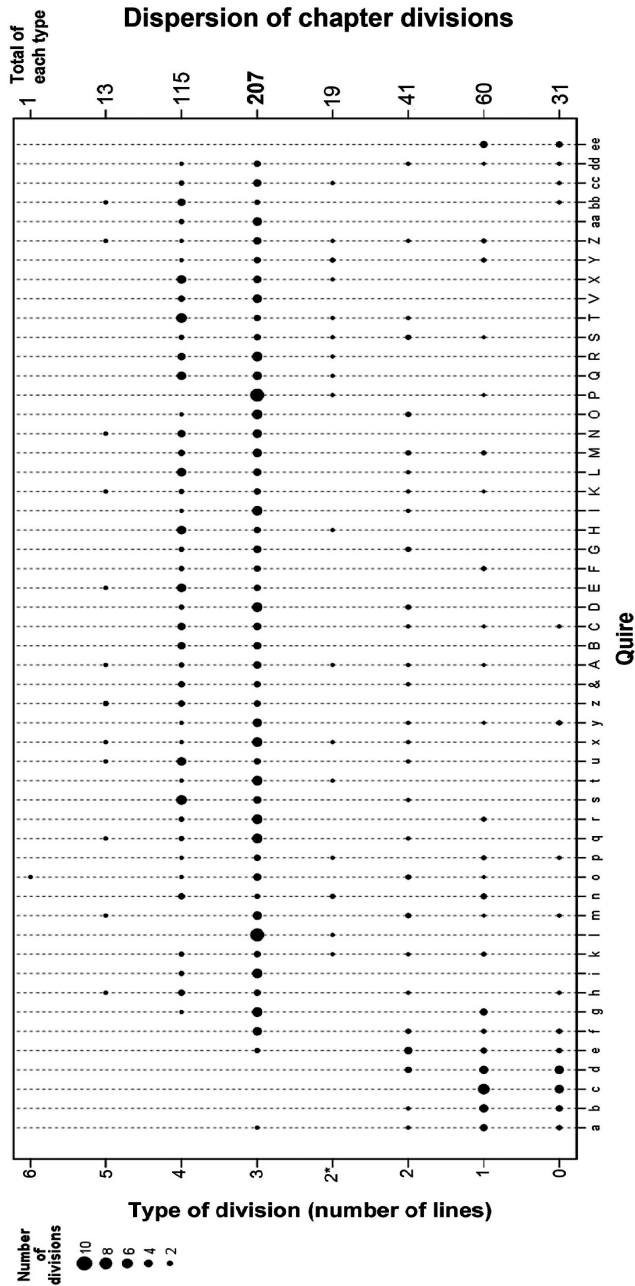 Dispersion of chapter divisions
Total of
each type
1
13
115
207
19
41
60
31
6
5
4
3
2*
2
1
0
Type of division (number of lines)
a b c d e f g h i k l m n o p q r s t u x y z & A B C D E F G H I K L M N O P Q R S T V X Y Z aa bb cc dd ee
Quire
Number
of
divisions
10
8
6
4
2